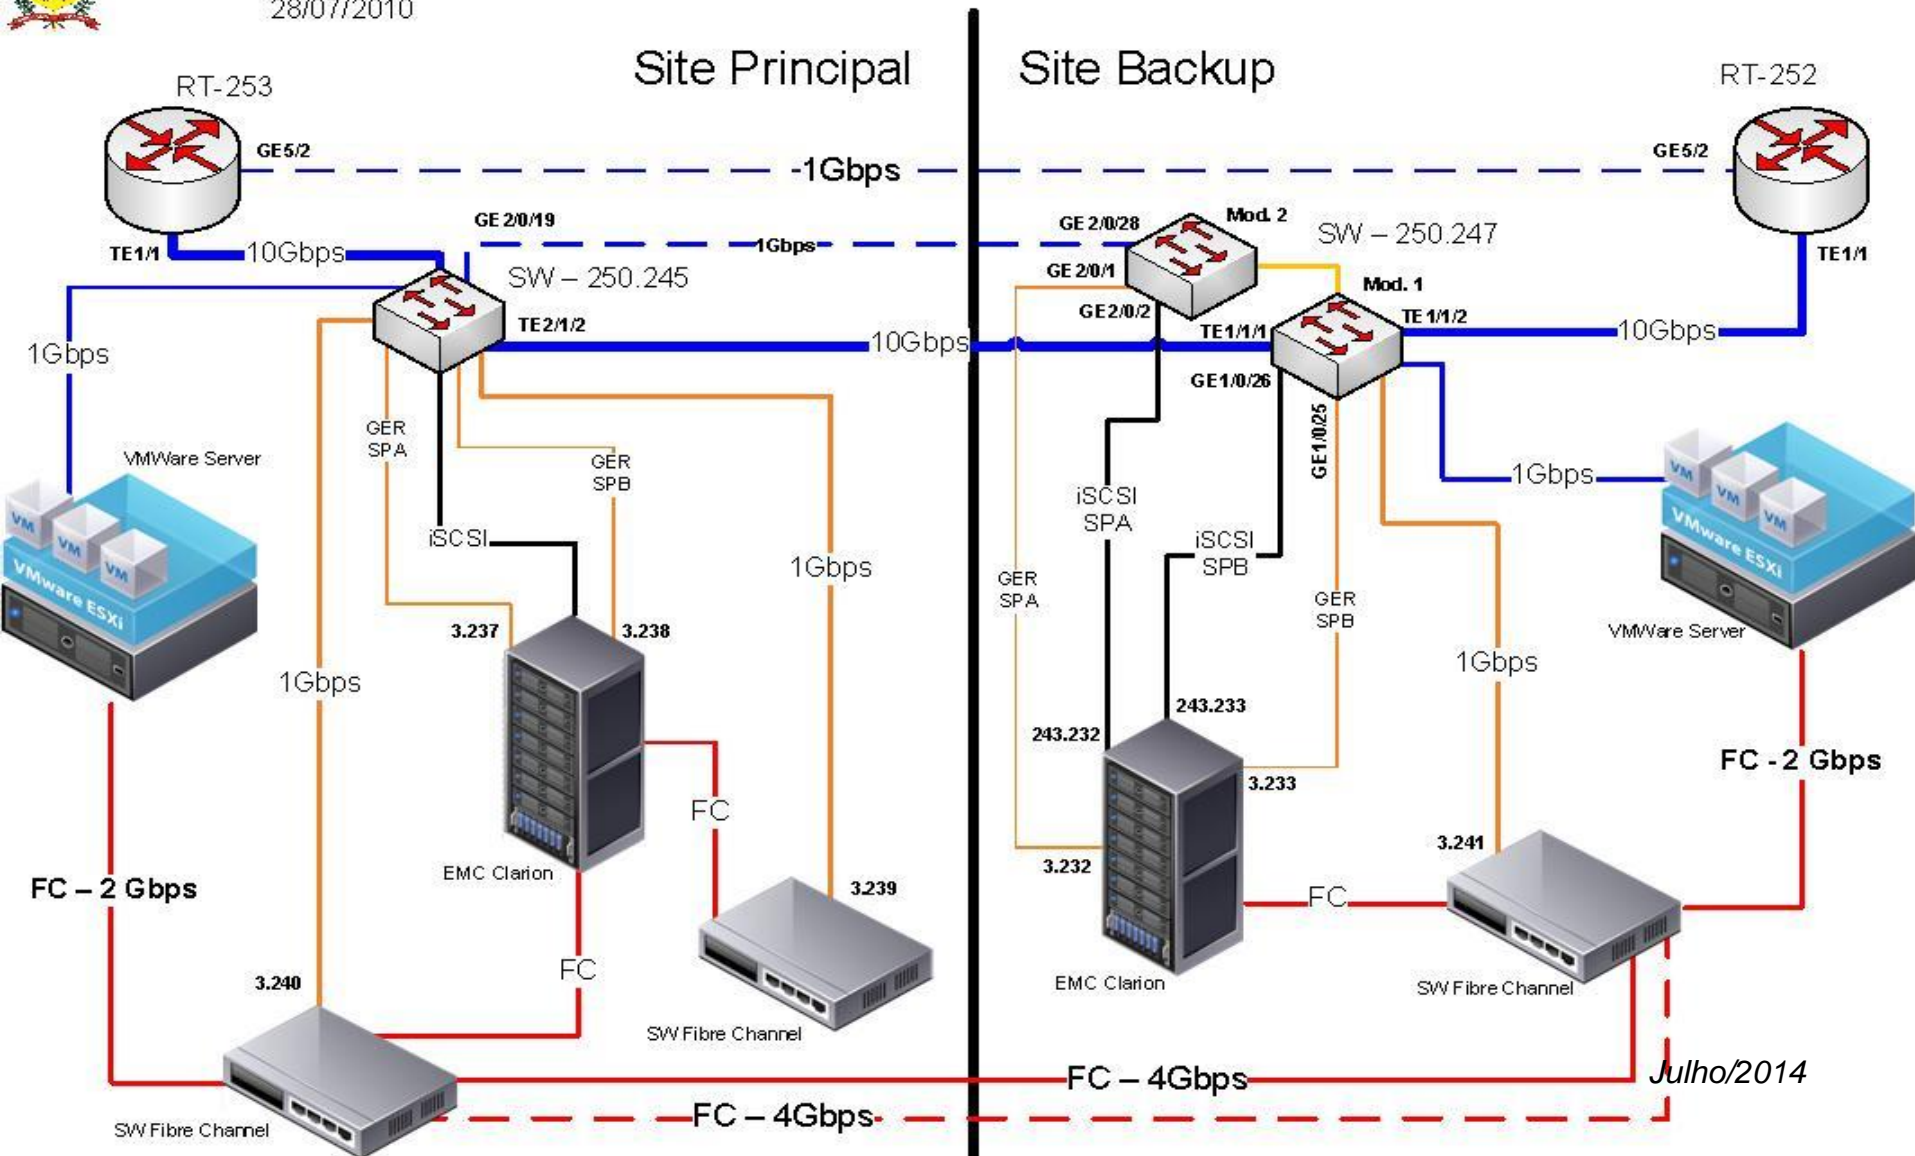 28/07/2010
Site Principal
Site Backup
RT-253
RT-252
GE5/2
1Gbps
GE5/2
TE1/1
10Gbps
GE 2/0/19
1Gbps
GE 2/0/28
Mod. 2
SW – 250.247
TE1/1
SW – 250.245
GE 2/0/1
GE2/0/2
Mod. 1
TE2/1/2
10Gbps
TE1/1/1
TE 1/1/2
10Gbps
1Gbps
GE1/0/26
GE1/0/25
GER
SPA
GER
SPB
VMWare Server
VM
VM
VM
VMware ESXi
iSCSI
1Gbps
iSCSI
SPA
iSCSI
SPB
GER
SPA
GER
SPB
1Gbps
VM
VM
VM
VMware ESXi
VMWare Server
3.237
3.238
1Gbps
1Gbps
243.233
243.232
3.233
3.232
FC - 2 Gbps
FC
EMC Clarion
3.239
3.241
FC – 2 Gbps
FC
FC
3.240
EMC Clarion
SW Fibre Channel
SW Fibre Channel
FC – 4Gbps
Julho/2014
FC – 4Gbps
SW Fibre Channel